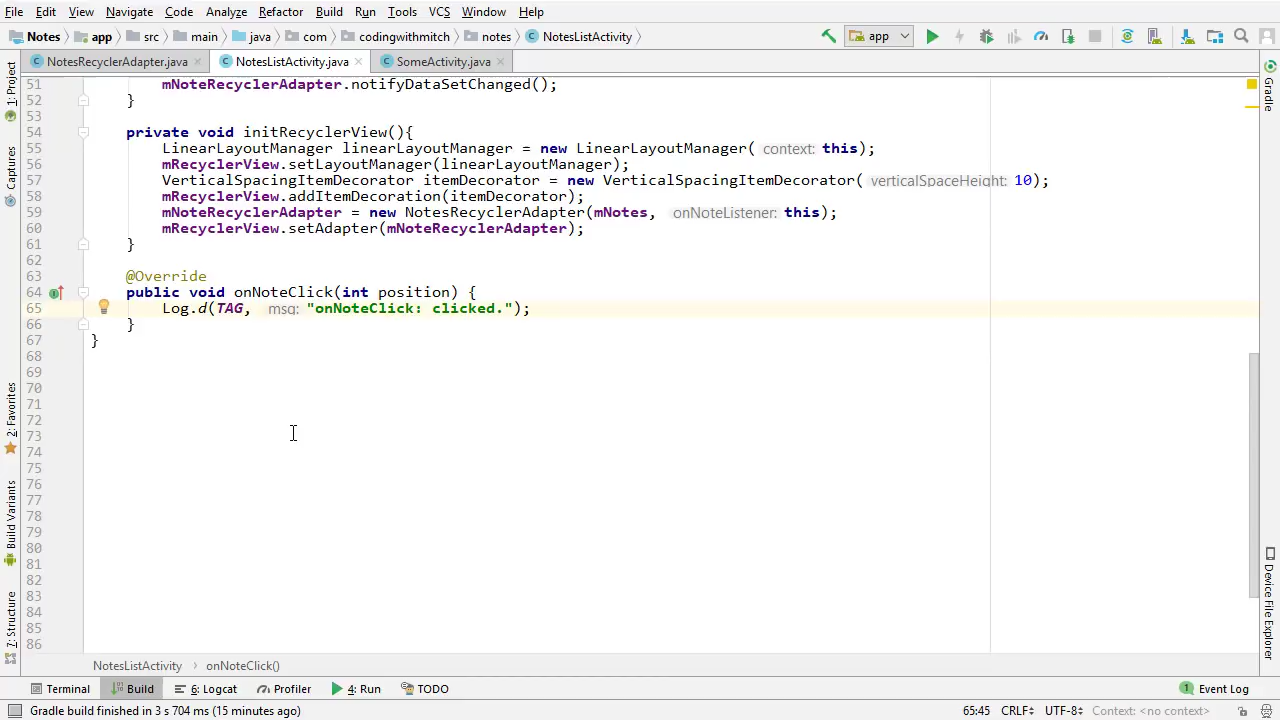 File Edit View Navigate Code Analyze Refactor Build Run Tools VCS Window Help
Notes app src main java com codingwithmitch notes NotesListActivity app
NotesRecyclerAdapter.java NotesListActivity.java SomeActivity.java
1: Project
Captures
2: Favorites
Build Variants
7: Structure
51 mNoteRecyclerAdapter.notifyDataSetChanged();
52 }
53
54 private void initRecyclerView(){
55 LinearLayoutManager linearLayoutManager = new LinearLayoutManager( context: this);
56 mRecyclerView.setLayoutManager(linearLayoutManager);
57 VerticalSpacingItemDecorator itemDecorator = new VerticalSpacingItemDecorator( verticalSpaceHeight: 10);
58 mRecyclerView.addItemDecoration(itemDecorator);
59 mNoteRecyclerAdapter = new NotesRecyclerAdapter(mNotes, onNoteListener: this);
60 mRecyclerView.setAdapter(mNoteRecyclerAdapter);
61 }
62
63 @Override
64 public void onNoteClick(int position) {
65 Log.d(TAG, msg: "onNoteClick: clicked.");
66 }
67 }
68
69
70
71
72
73
74
75
76
77
78
79
80
81
82
83
84
85
86
Gradle
Device File Explorer
NotesListActivity onNoteClick()
Terminal Build 6: Logcat Profiler 4: Run TODO 1 Event Log
Gradle build finished in 3 s 704 ms (15 minutes ago) 65:45 CRLF UTF-8 Context: <no context>